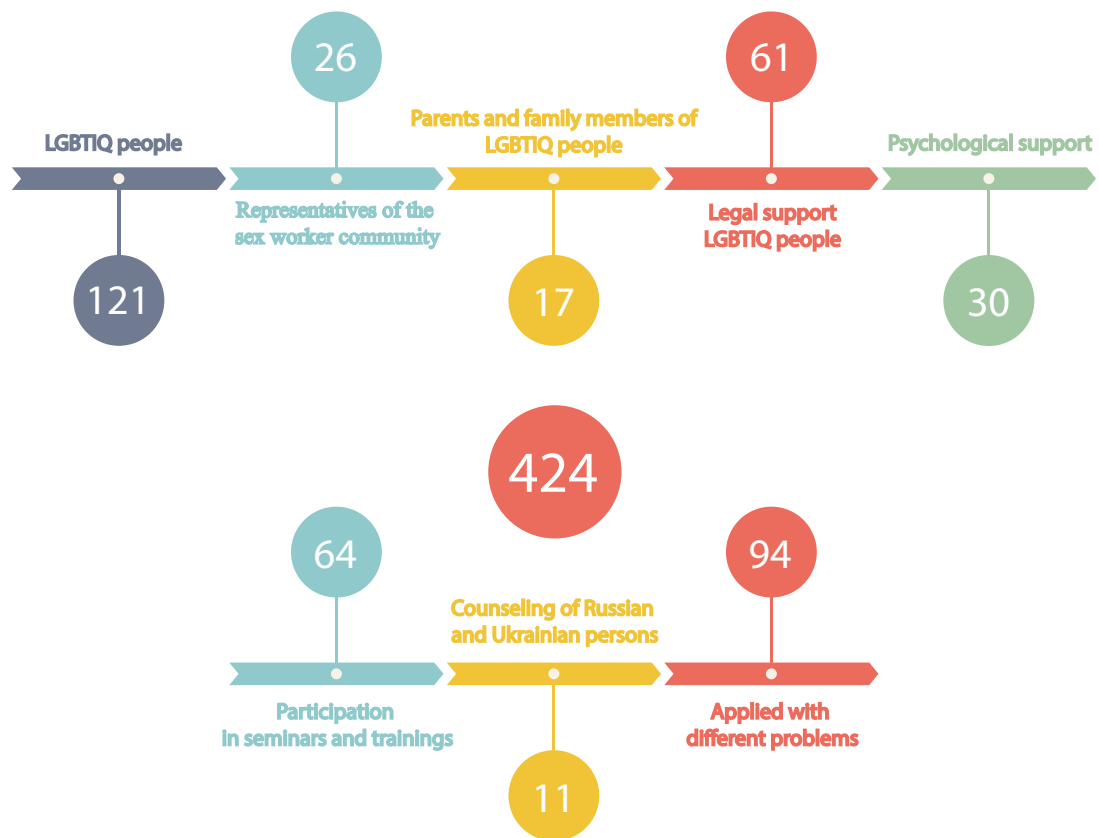 26
61
Parents and family members of
LGBTIQ people
LGBTIQ people
Psychological support
Representatives of the
sex worker community
Legal support
LGBTIQ people
121
17
30
424
64
94
Counseling of Russian
and Ukrainian persons
Participation
in seminars and trainings
Applied with
different problems
11